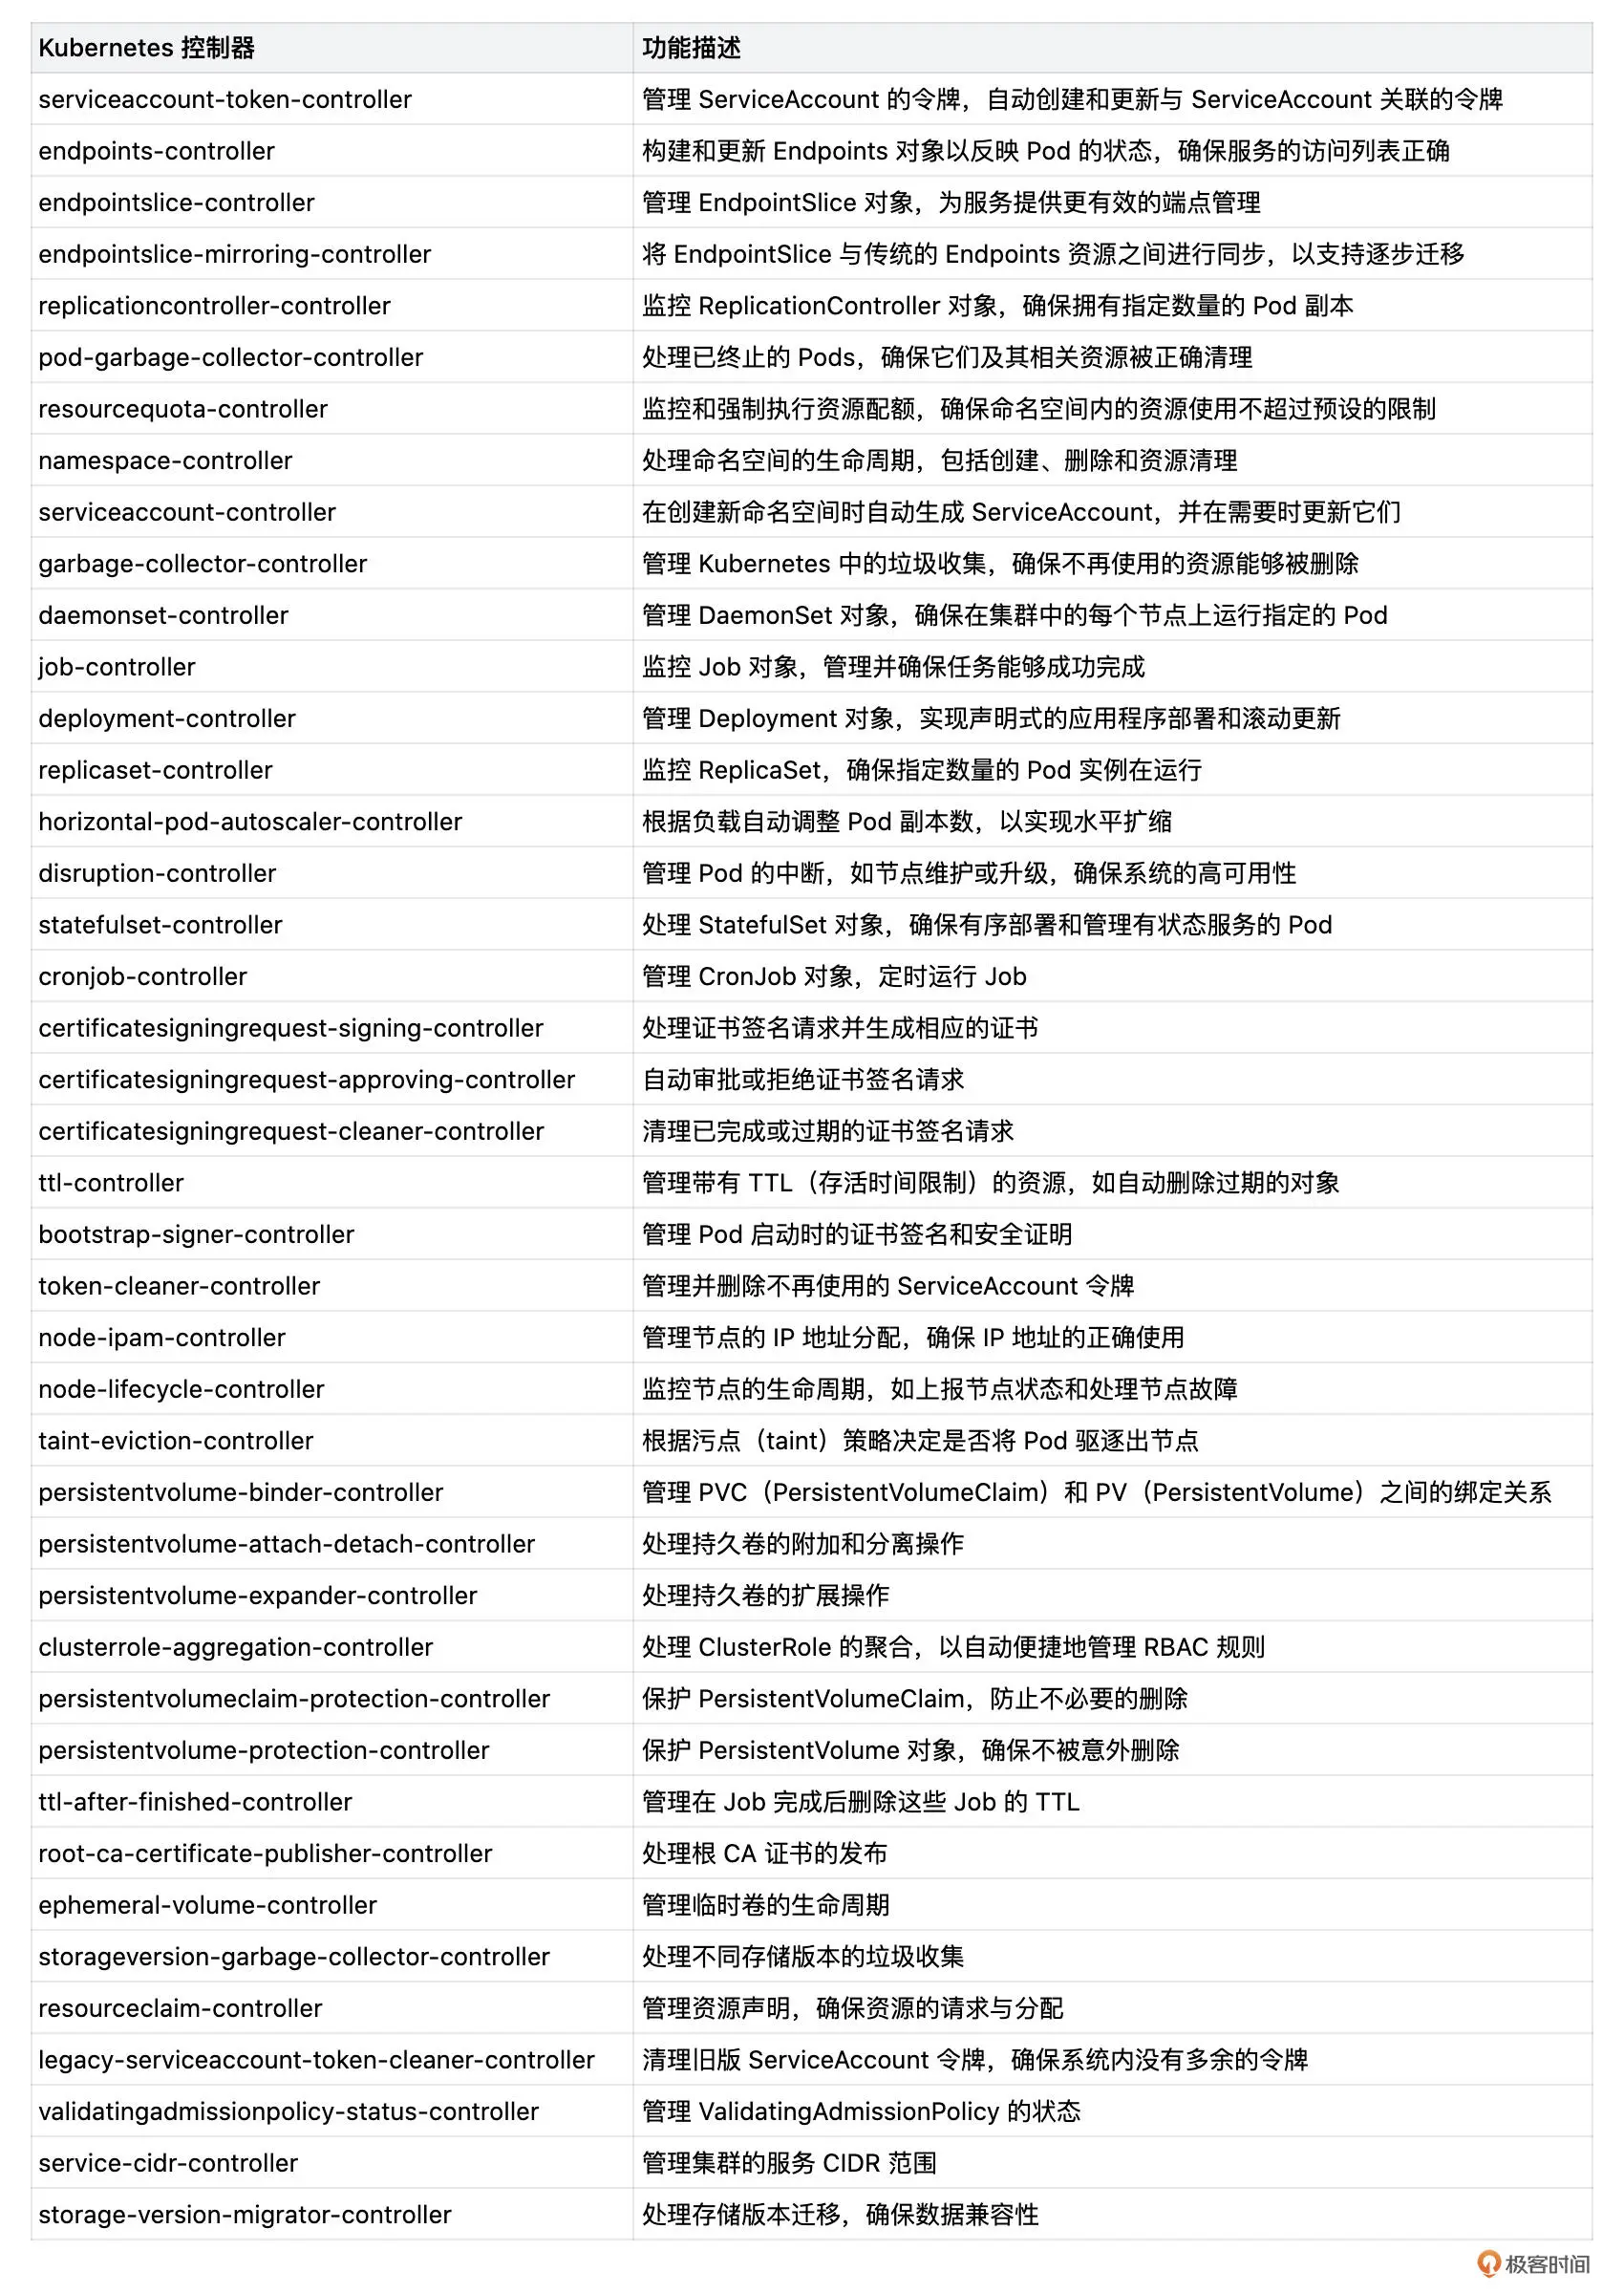 Kubernetes 控制器 功能描述
serviceaccount-token-controller 管理 ServiceAccount 的令牌，自动创建和更新与 ServiceAccount 关联的令牌
endpoints-controller 构建和更新 Endpoints 对象以反映 Pod 的状态，确保服务的访问列表正确
endpointslice-controller 管理 EndpointSlice 对象，为服务提供更有效的端点管理
endpointslice-mirroring-controller 将 EndpointSlice 与传统的 Endpoints 资源之间进行同步，以支持逐步迁移
replicationcontroller-controller 监控 ReplicationController 对象，确保拥有指定数量的 Pod 副本
pod-garbage-collector-controller 处理已终止的 Pods，确保它们及其相关资源被正确清理
resourcequota-controller 监控和强制执行资源配额，确保命名空间内的资源使用不超过预设的限制
namespace-controller 处理命名空间的生命周期，包括创建、删除和资源清理
serviceaccount-controller 在创建新命名空间时自动生成 ServiceAccount，并在需要时更新它们
garbage-collector-controller 管理 Kubernetes 中的垃圾收集，确保不再使用的资源能够被删除
daemonset-controller 管理 DaemonSet 对象，确保在集群中的每个节点上运行指定的 Pod
job-controller 监控 Job 对象，管理并确保任务能够成功完成
deployment-controller 管理 Deployment 对象，实现声明式的应用程序部署和滚动更新
replicaset-controller 监控 ReplicaSet，确保指定数量的 Pod 实例在运行
horizontal-pod-autoscaler-controller 根据负载自动调整 Pod 副本数，以实现水平扩缩
disruption-controller 管理 Pod 的中断，如节点维护或升级，确保系统的高可用性
statefulset-controller 处理 StatefulSet 对象，确保有序部署和管理有状态服务的 Pod
cronjob-controller 管理 CronJob 对象，定时运行 Job
certificatesigningrequest-signing-controller 处理证书签名请求并生成相应的证书
certificatesigningrequest-approving-controller 自动审批或拒绝证书签名请求
certificatesigningrequest-cleaner-controller 清理已完成或过期的证书签名请求
ttl-controller 管理带有 TTL（存活时间限制）的资源，如自动删除过期的对象
bootstrap-signer-controller 管理 Pod 启动时的证书签名和安全证明
token-cleaner-controller 管理并删除不再使用的 ServiceAccount 令牌
node-ipam-controller 管理节点的 IP 地址分配，确保 IP 地址的正确使用
node-lifecycle-controller 监控节点的生命周期，如上报节点状态和处理节点故障
taint-eviction-controller 根据污点（taint）策略决定是否将 Pod 驱逐出节点
persistentvolume-binder-controller 管理 PVC（PersistentVolumeClaim）和 PV（PersistentVolume）之间的绑定关系
persistentvolume-attach-detach-controller 处理持久卷的附加和分离操作
persistentvolume-expander-controller 处理持久卷的扩展操作
clusterrole-aggregation-controller 处理 ClusterRole 的聚合，以自动便捷地管理 RBAC 规则
persistentvolumeclaim-protection-controller 保护 PersistentVolumeClaim，防止不必要的删除
persistentvolume-protection-controller 保护 PersistentVolume 对象，确保不被意外删除
ttl-after-finished-controller 管理在 Job 完成后删除这些 Job 的 TTL
root-ca-certificate-publisher-controller 处理根 CA 证书的发布
ephemeral-volume-controller 管理临时卷的生命周期
storageversion-garbage-collector-controller 处理不同存储版本的垃圾收集
resourceclaim-controller 管理资源声明，确保资源的请求与分配
legacy-serviceaccount-token-cleaner-controller 清理旧版 ServiceAccount 令牌，确保系统内没有多余的令牌
validatingadmissionpolicy-status-controller 管理 ValidatingAdmissionPolicy 的状态
service-cidr-controller 管理集群的服务 CIDR 范围
storage-version-migrator-controller 处理存储版本迁移，确保数据兼容性
极客时间